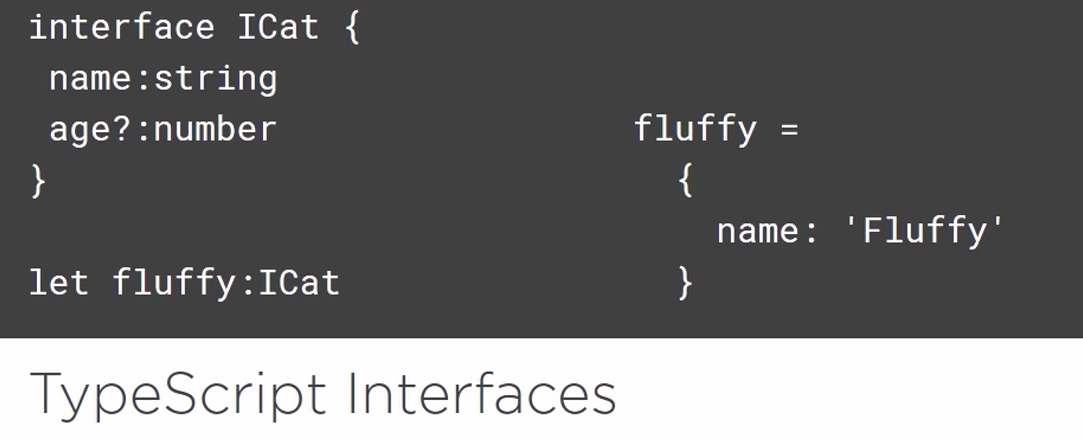 interface ICat {
 name:string
 age?:number
}
let fluffy:ICat
fluffy =
  {
    name: 'Fluffy'
  }
TypeScript Interfaces